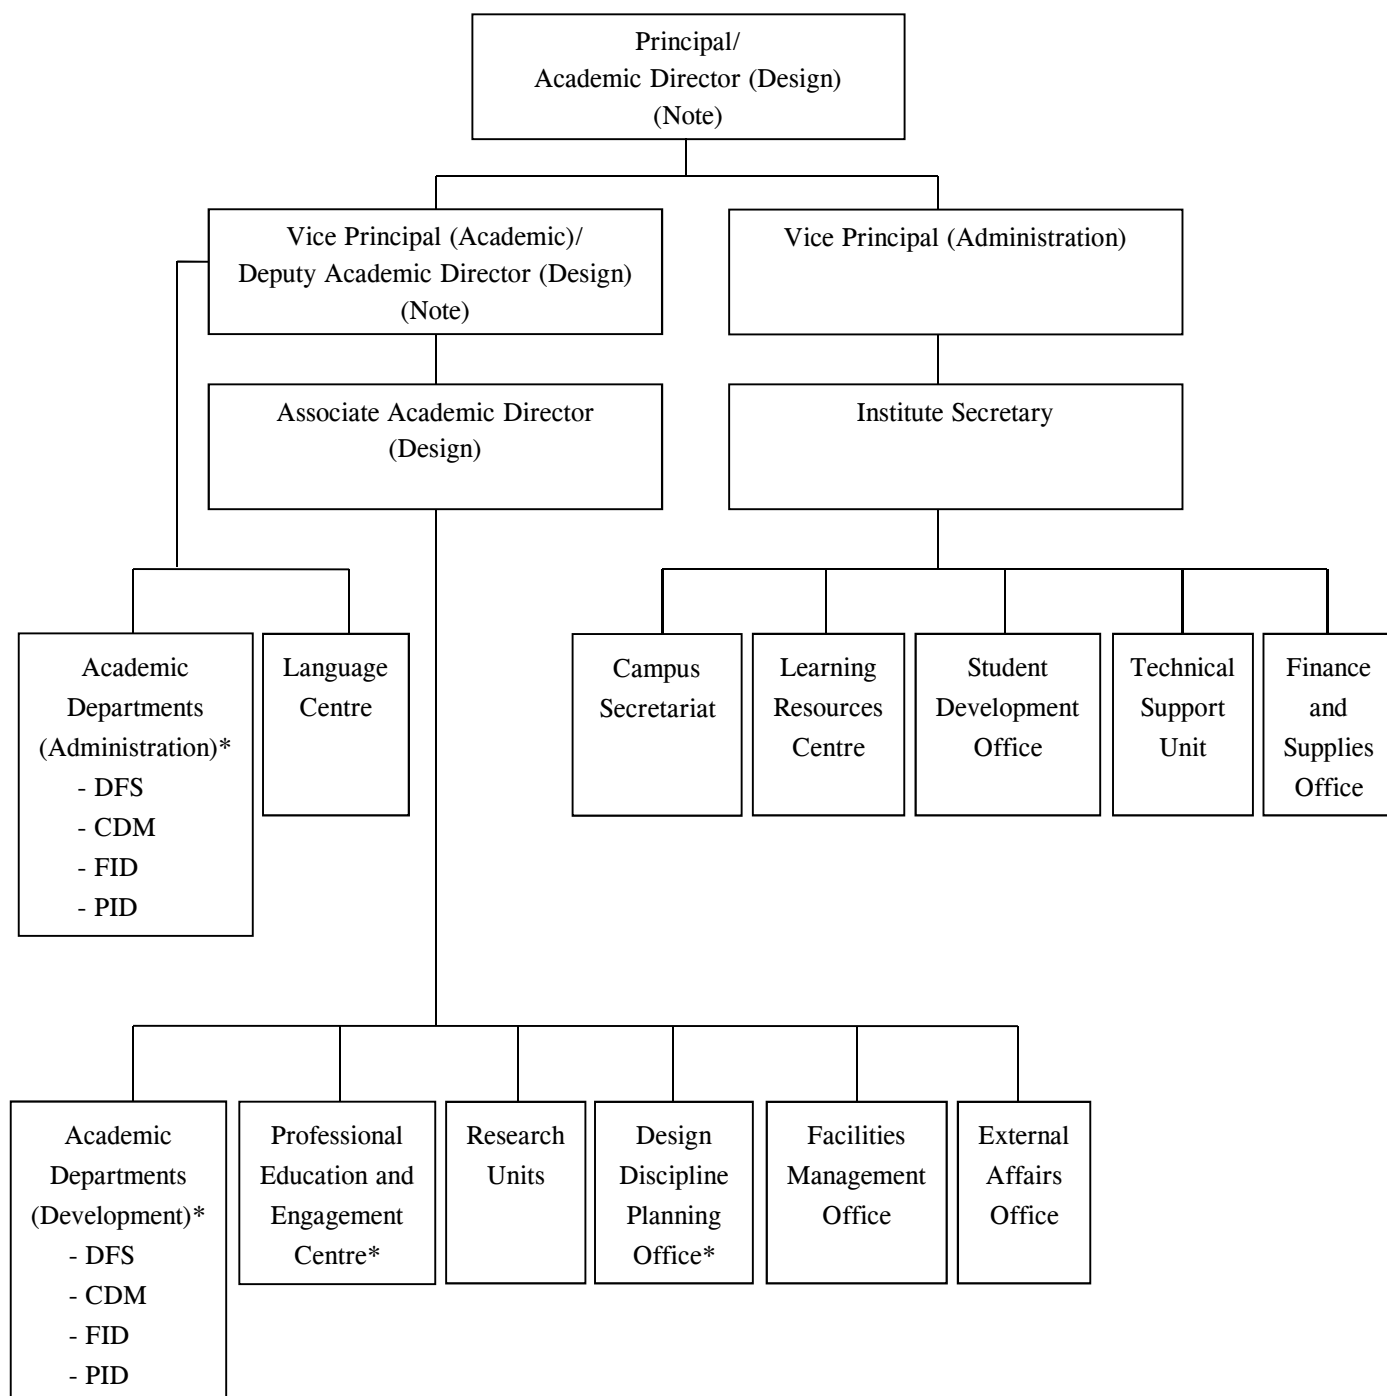 Principal/
Academic Director (Design)
(Note)
Vice Principal (Academic)/
Deputy Academic Director (Design)
(Note)
Vice Principal (Administration)
Associate Academic Director
(Design)
Institute Secretary
Academic
Departments
(Administration)*
- DFS
- CDM
- FID
- PID
Language
Centre
Campus
Secretariat
Learning
Resources
Centre
Student
Development
Office
Technical
Support
Unit
Finance
and
Supplies
Office
Academic
Departments
(Development)*
- DFS
- CDM
- FID
- PID
Professional
Education and
Engagement
Centre*
Research
Units
Design
Discipline
Planning
Office*
Facilities
Management
Office
External
Affairs
Office